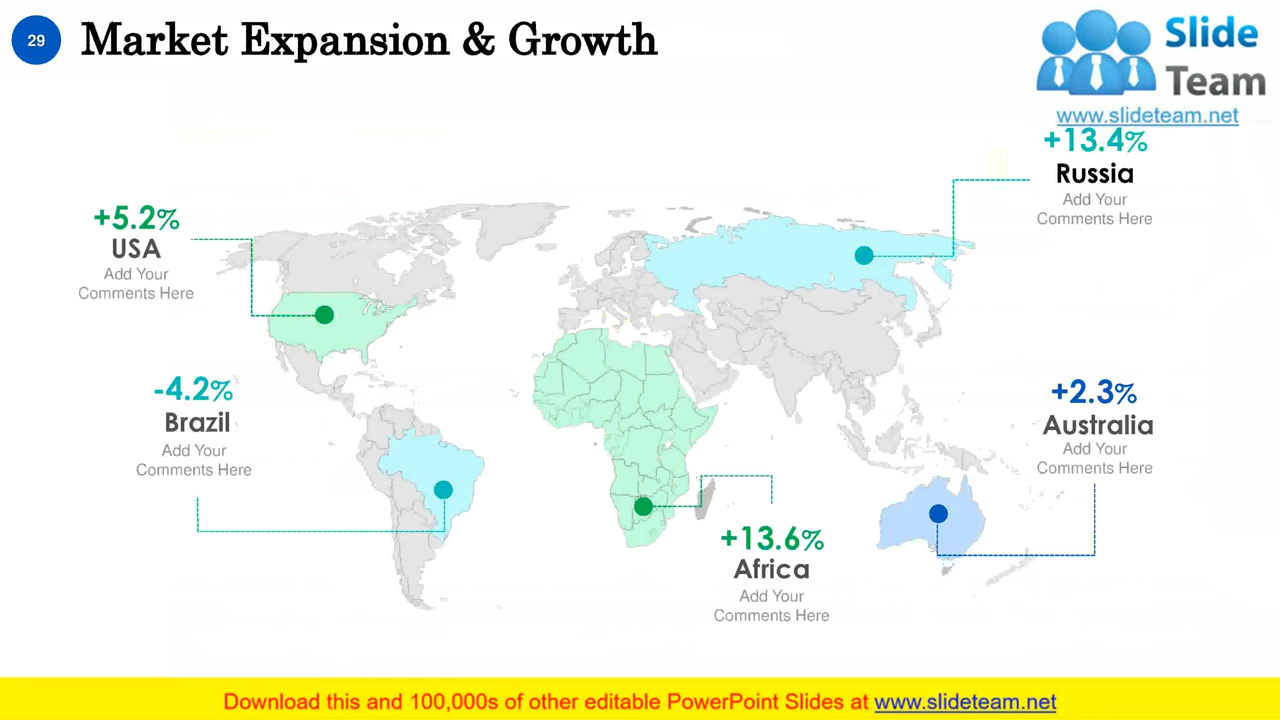 29
Market Expansion & Growth
Slide
Team
www.slideteam.net
+13.4%
Russia
Add Your
Comments Here
+5.2%
USA
Add Your
Comments Here
-4.2%
Brazil
Add Your
Comments Here
+2.3%
Australia
Add Your
Comments Here
+13.6%
Africa
Add Your
Comments Here
Download this and 100,000s of other editable PowerPoint Slides at www.slideteam.net